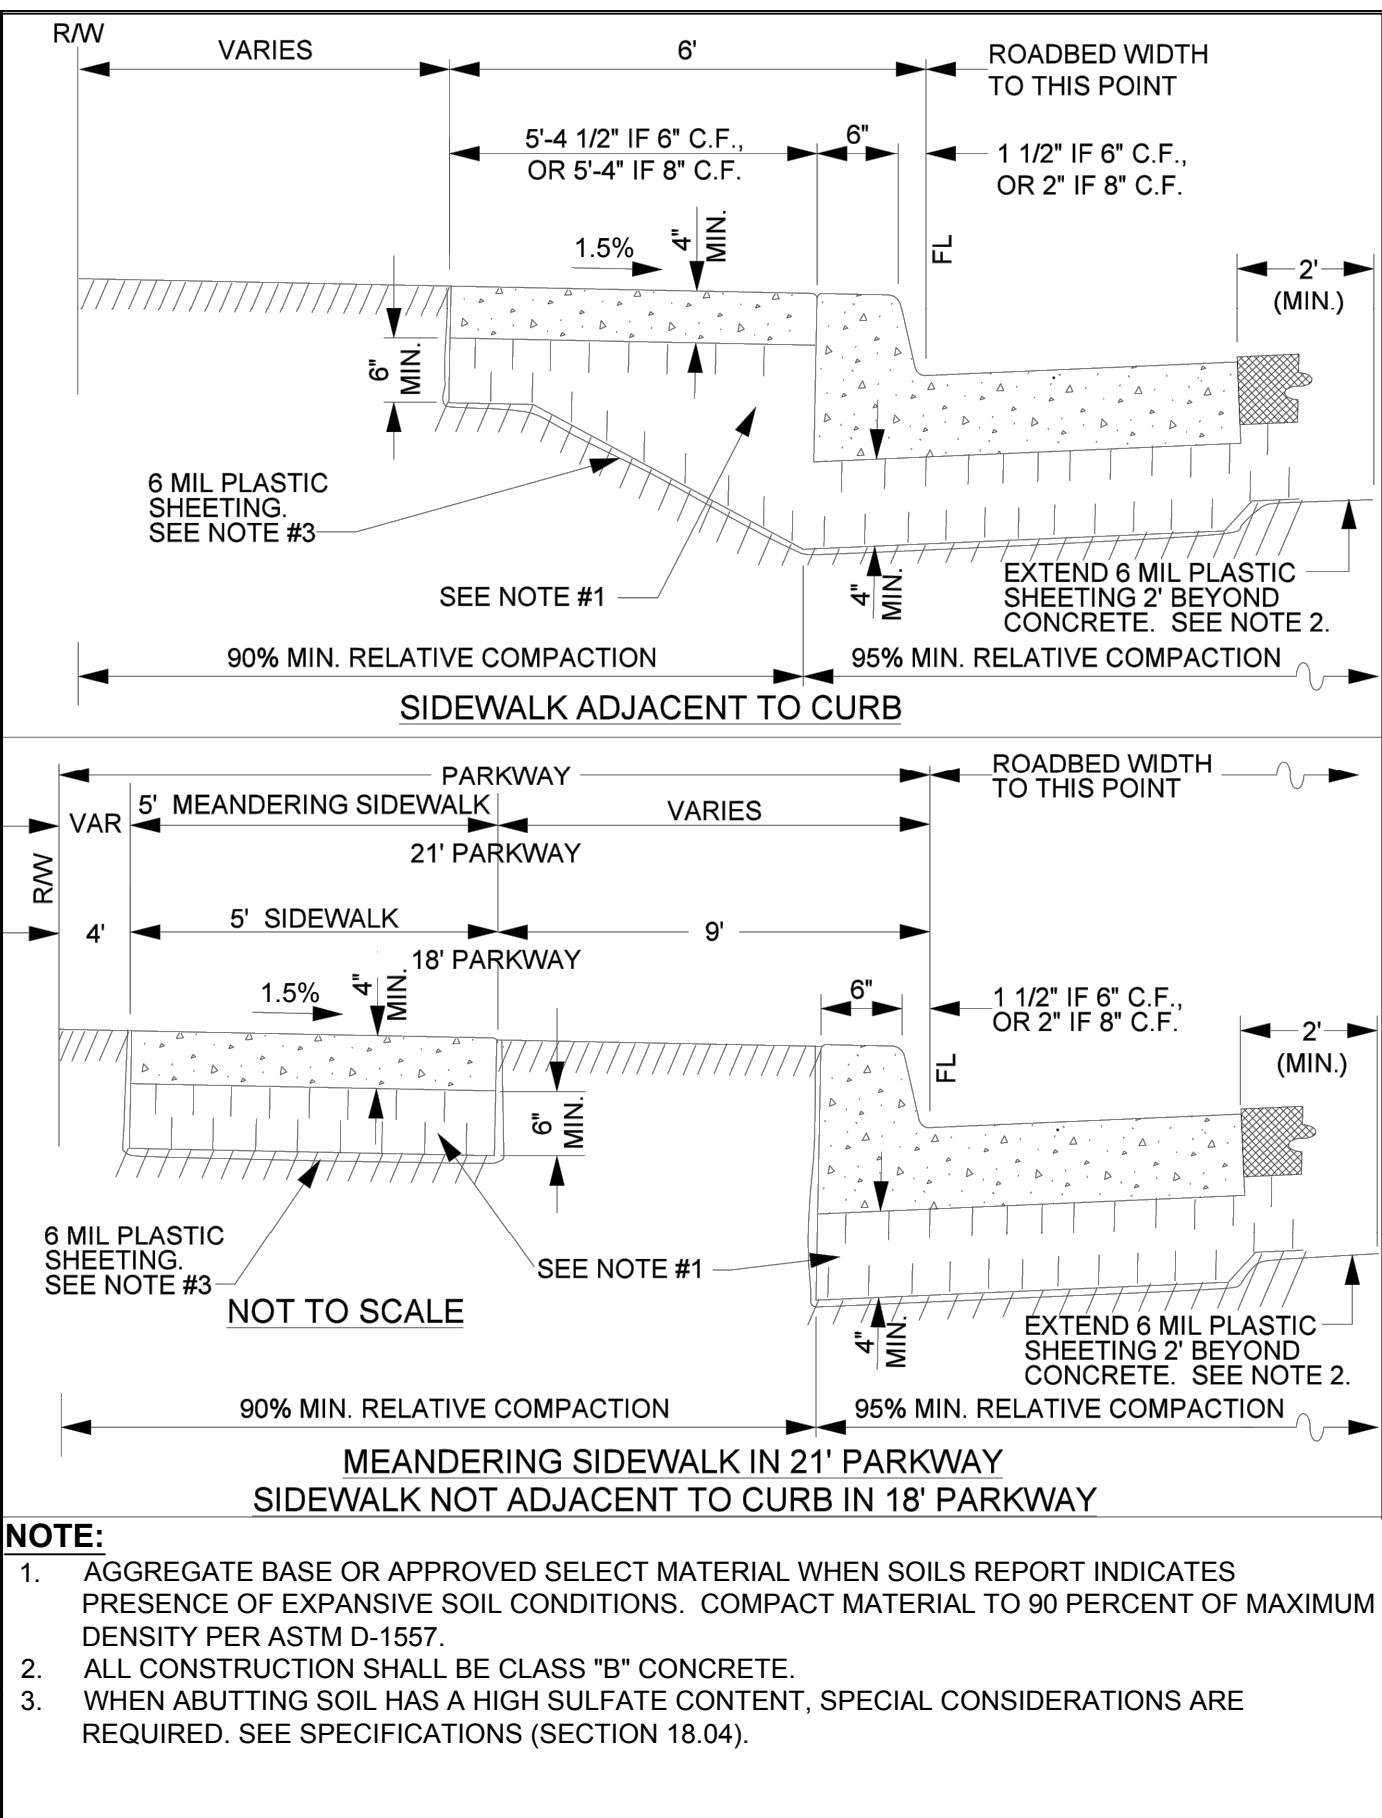 R/W
VARIES
6'
ROADBED WIDTH
TO THIS POINT
5'-4 1/2" IF 6" C.F.,
OR 5'-4" IF 8" C.F.
6"
1 1/2" IF 6" C.F.,
OR 2" IF 8" C.F.
1.5%
4"
MIN.
FL
2'
(MIN.)
6"
MIN.
6 MIL PLASTIC
SHEETING.
SEE NOTE #3
SEE NOTE #1
4"
MIN.
EXTEND 6 MIL PLASTIC
SHEETING 2' BEYOND
CONCRETE.  SEE NOTE 2.
90% MIN. RELATIVE COMPACTION
95% MIN. RELATIVE COMPACTION
SIDEWALK ADJACENT TO CURB
PARKWAY
ROADBED WIDTH
TO THIS POINT
VAR
5'  MEANDERING SIDEWALK
VARIES
21' PARKWAY
R/W
4'
5'  SIDEWALK
9'
18' PARKWAY
1.5%
4"
MIN.
6"
1 1/2" IF 6" C.F.,
OR 2" IF 8" C.F.
FL
2'
(MIN.)
6"
MIN.
6 MIL PLASTIC
SHEETING.
SEE NOTE #3
SEE NOTE #1
NOT TO SCALE
4"
MIN.
EXTEND 6 MIL PLASTIC
SHEETING 2' BEYOND
CONCRETE.  SEE NOTE 2.
90% MIN. RELATIVE COMPACTION
95% MIN. RELATIVE COMPACTION
MEANDERING SIDEWALK IN 21' PARKWAY
SIDEWALK NOT ADJACENT TO CURB IN 18' PARKWAY
NOTE:
1. AGGREGATE BASE OR APPROVED SELECT MATERIAL WHEN SOILS REPORT INDICATES
PRESENCE OF EXPANSIVE SOIL CONDITIONS.  COMPACT MATERIAL TO 90 PERCENT OF MAXIMUM
DENSITY PER ASTM D-1557.
2. ALL CONSTRUCTION SHALL BE CLASS "B" CONCRETE.
3. WHEN ABUTTING SOIL HAS A HIGH SULFATE CONTENT, SPECIAL CONSIDERATIONS ARE
REQUIRED. SEE SPECIFICATIONS (SECTION 18.04).